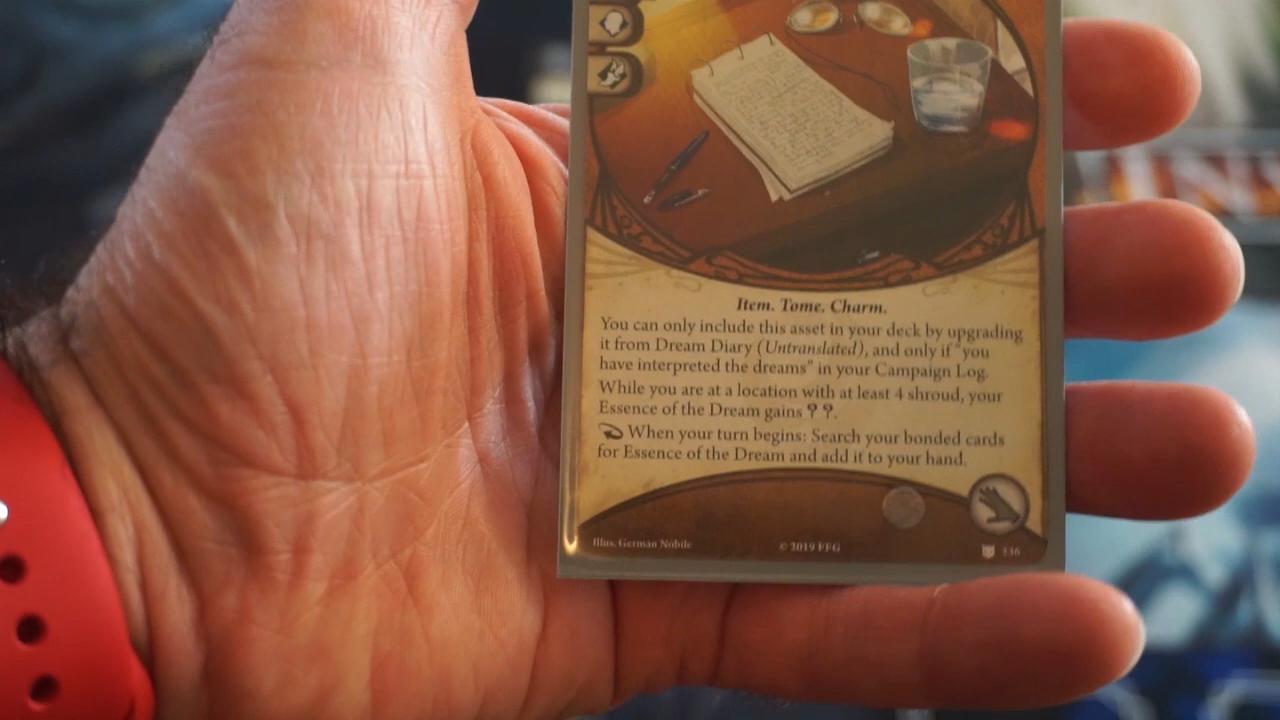 Item. Tome. Charm.
You can only include this asset in your deck by upgrading
it from Dream Diary (Untranslated), and only if "you
have interpreted the dreams" in your Campaign Log.
While you are at a location with at least 4 shroud, your
Essence of the Dream gains ? ?.
When your turn begins: Search your bonded cards
for Essence of the Dream and add it to your hand.
Illus. German Nobile
© 2019 FFG
236